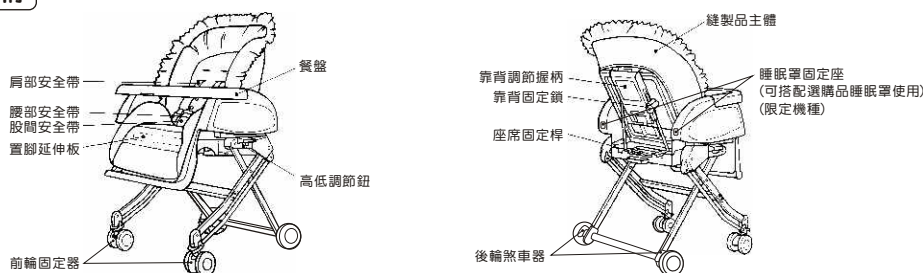 肩部安全帶
腰部安全帶
股間安全帶
置腳延伸板
前輪固定器
餐盤
高低調節鈕
縫製品主體
靠背調節握柄
靠背固定鎖
座席固定桿
後輪煞車器
睡眠罩固定座
(可搭配選購品睡眠罩使用)
(限定機種)